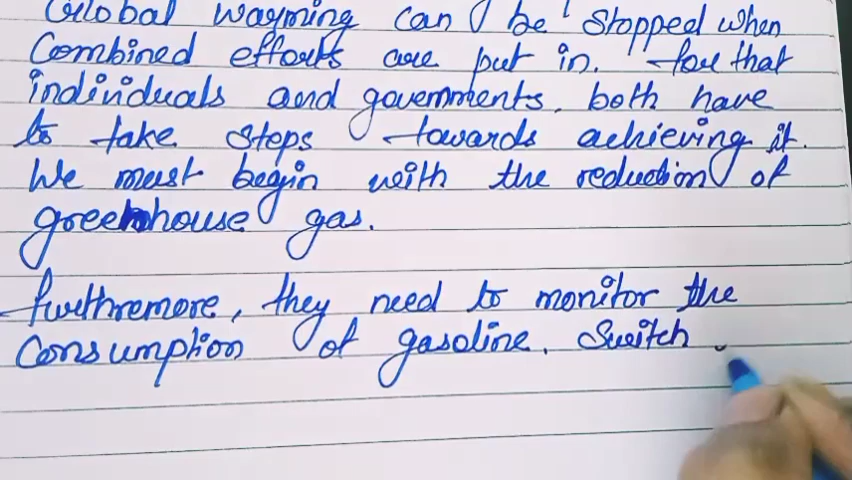 Global warming can be stopped when
Combined efforts are put in. for that
individuals and governments. both have
to take steps towards achieving it.
We must begin with the reduction of
greenhouse gas.
furthremore, they need to monitor the
Consumption of gasoline. Switch